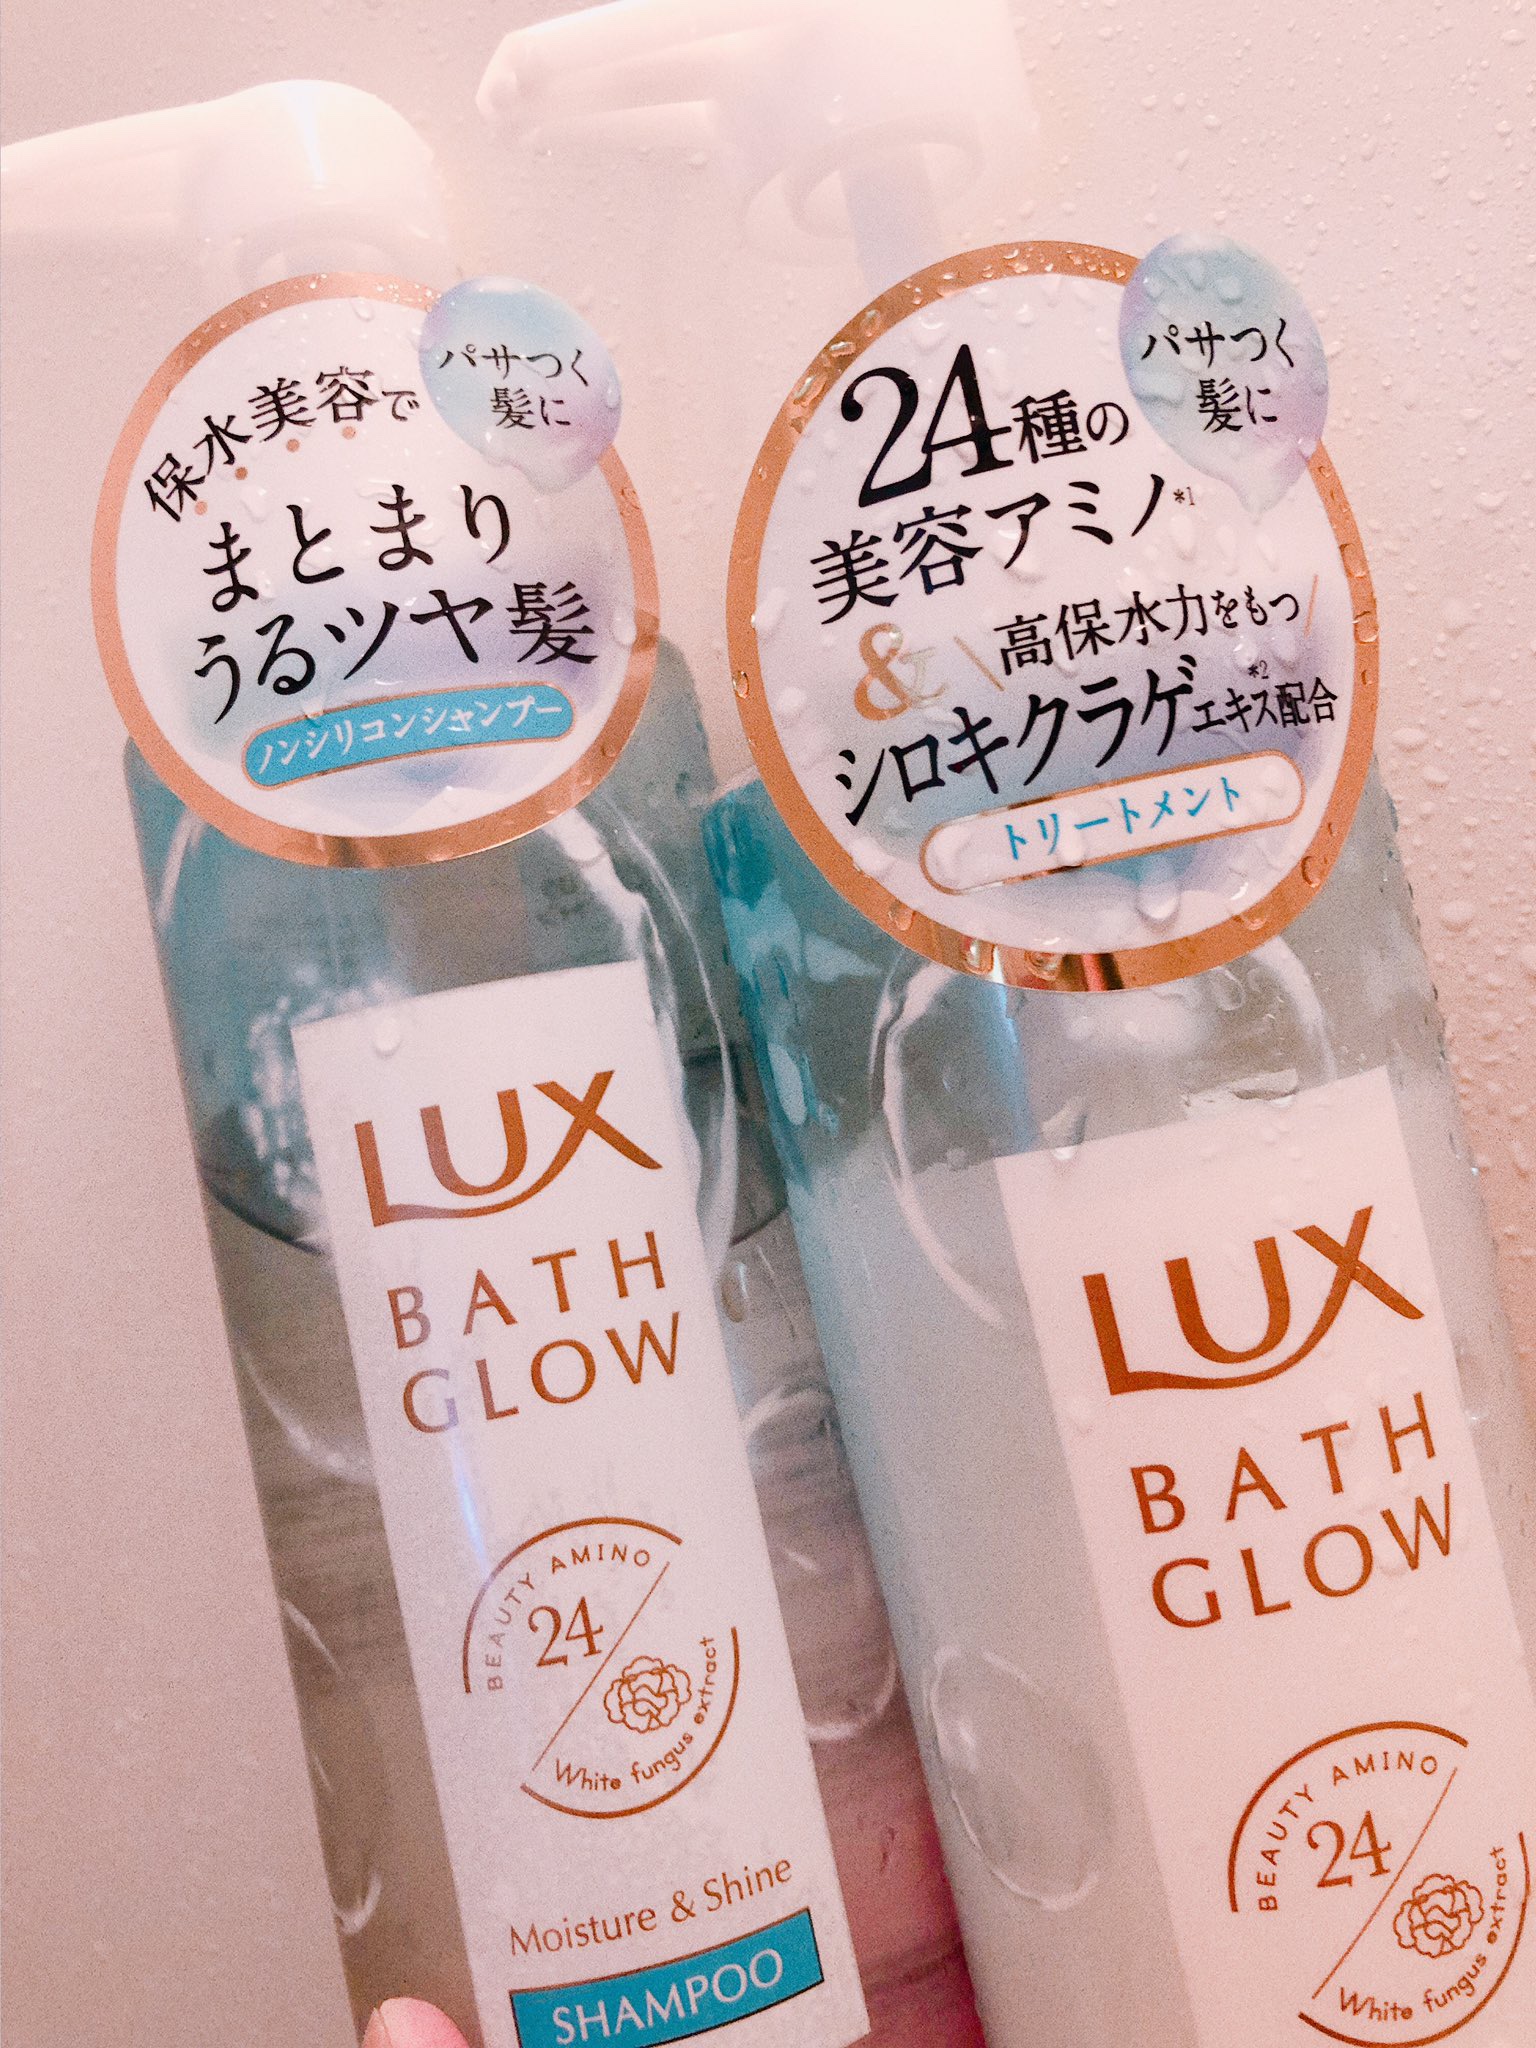 保水美容で
まとまり
うるツヤ髪
ノンシリコンシャンプー
パサつく
髪に
LUX
BATH
GLOW
BEAUTY AMINO
24
White fungus extract
Moisture & Shine
SHAMPOO
24種の
美容アミノ*1
& \高保水力をもつ/
シロキクラゲエキス*2配合
トリートメント
パサつく
髪に
LUX
BATH
GLOW
BEAUTY AMINO
24
White fungus extract